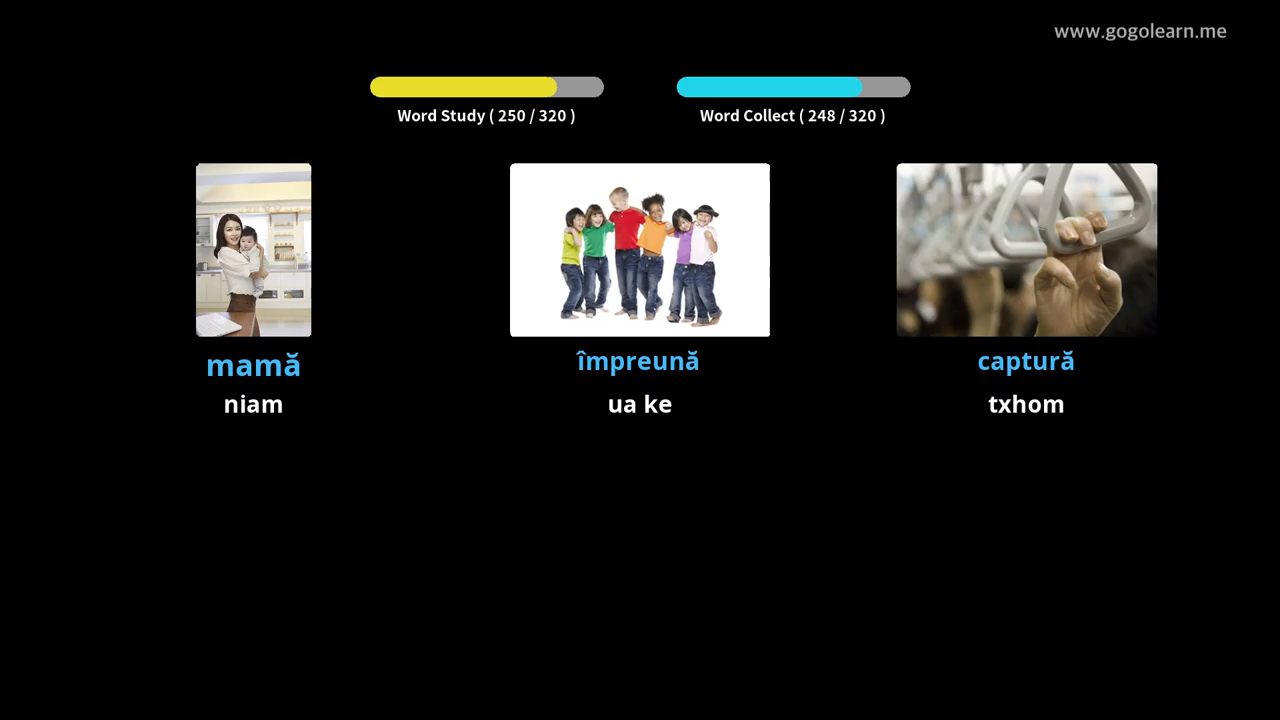 www.gogolearn.me
Word Study ( 250 / 320 )
Word Collect ( 248 / 320 )
mamă
niam
împreună
ua ke
captură
txhom